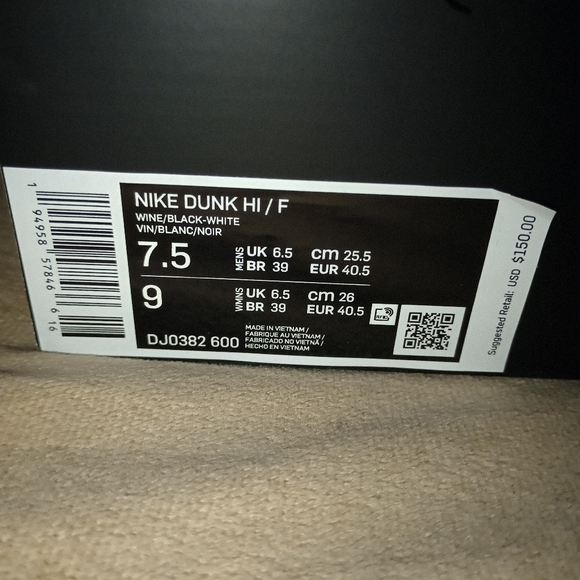 NIKE DUNK HI / F
WINE/BLACK-WHITE
VIN/BLANC/NOIR
7.5 MENS UK 6.5 cm 25.5
BR 39 EUR 40.5
9 WMNS UK 6.5 cm 26
BR 39 EUR 40.5
DJ0382 600
MADE IN VIETNAM /
FABRIQUE AU VIETNAM /
FABRICADO NO VIETNÃ /
HECHO EN VIETNAM
1 94958 57846 6 16
Suggested Retail: USD $150.00